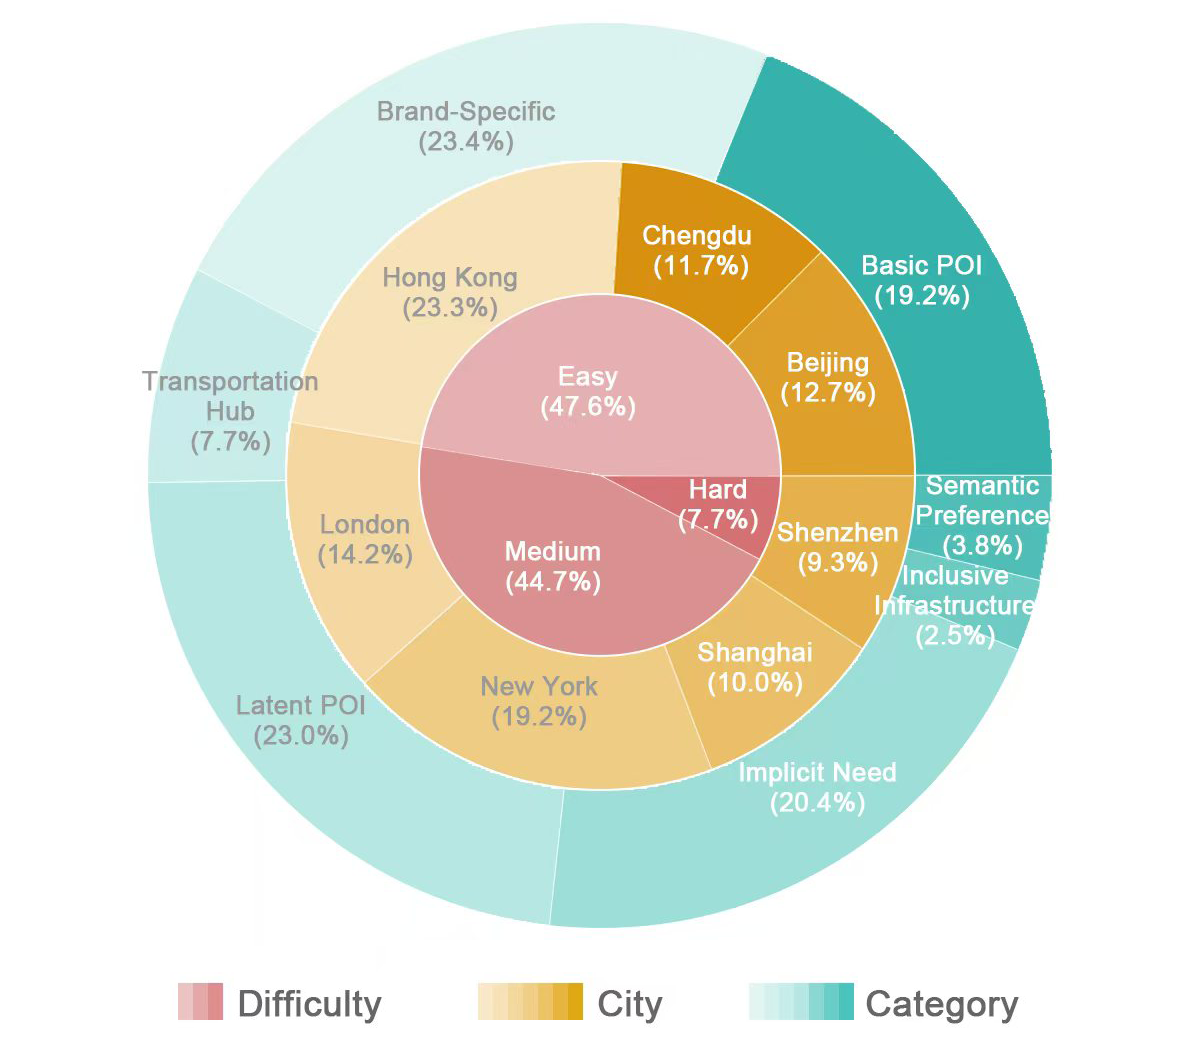 Brand-Specific
(23.4%)
Chengdu
(11.7%)
Basic POI
(19.2%)
Hong Kong
(23.3%)
Easy
(47.6%)
Beijing
(12.7%)
Transportation
Hub
(7.7%)
Hard
(7.7%)
Semantic
Preference
(3.8%)
London
(14.2%)
Medium
(44.7%)
Shenzhen
(9.3%)
Inclusive
Infrastructure
(2.5%)
New York
(19.2%)
Shanghai
(10.0%)
Latent POI
(23.0%)
Implicit Need
(20.4%)
Difficulty
City
Category